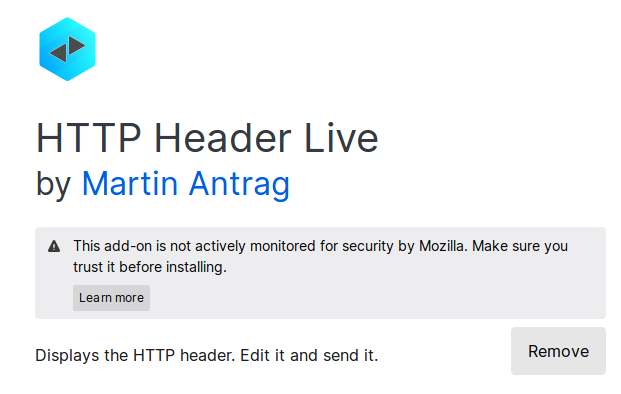 HTTP Header Live
by Martin Antrag
This add-on is not actively monitored for security by Mozilla. Make sure you
trust it before installing.
Learn more
Displays the HTTP header. Edit it and send it.
Remove